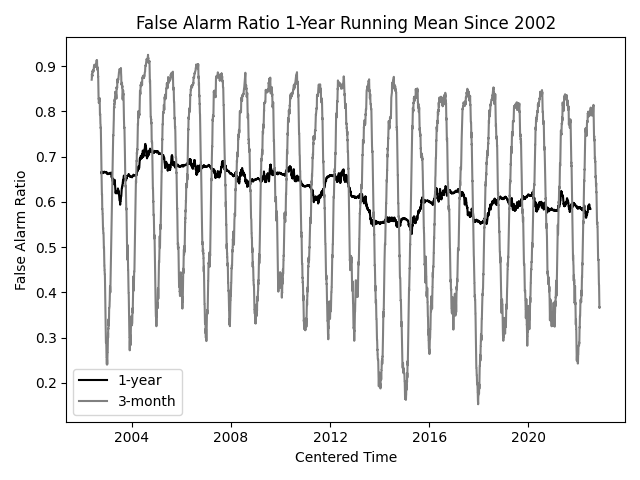 False Alarm Ratio 1-Year Running Mean Since 2002
0.9
0.8
0.7
0.6
0.5
0.4
0.3
0.2
False Alarm Ratio
1-year
3-month
2004 2008 2012 2016 2020
Centered Time